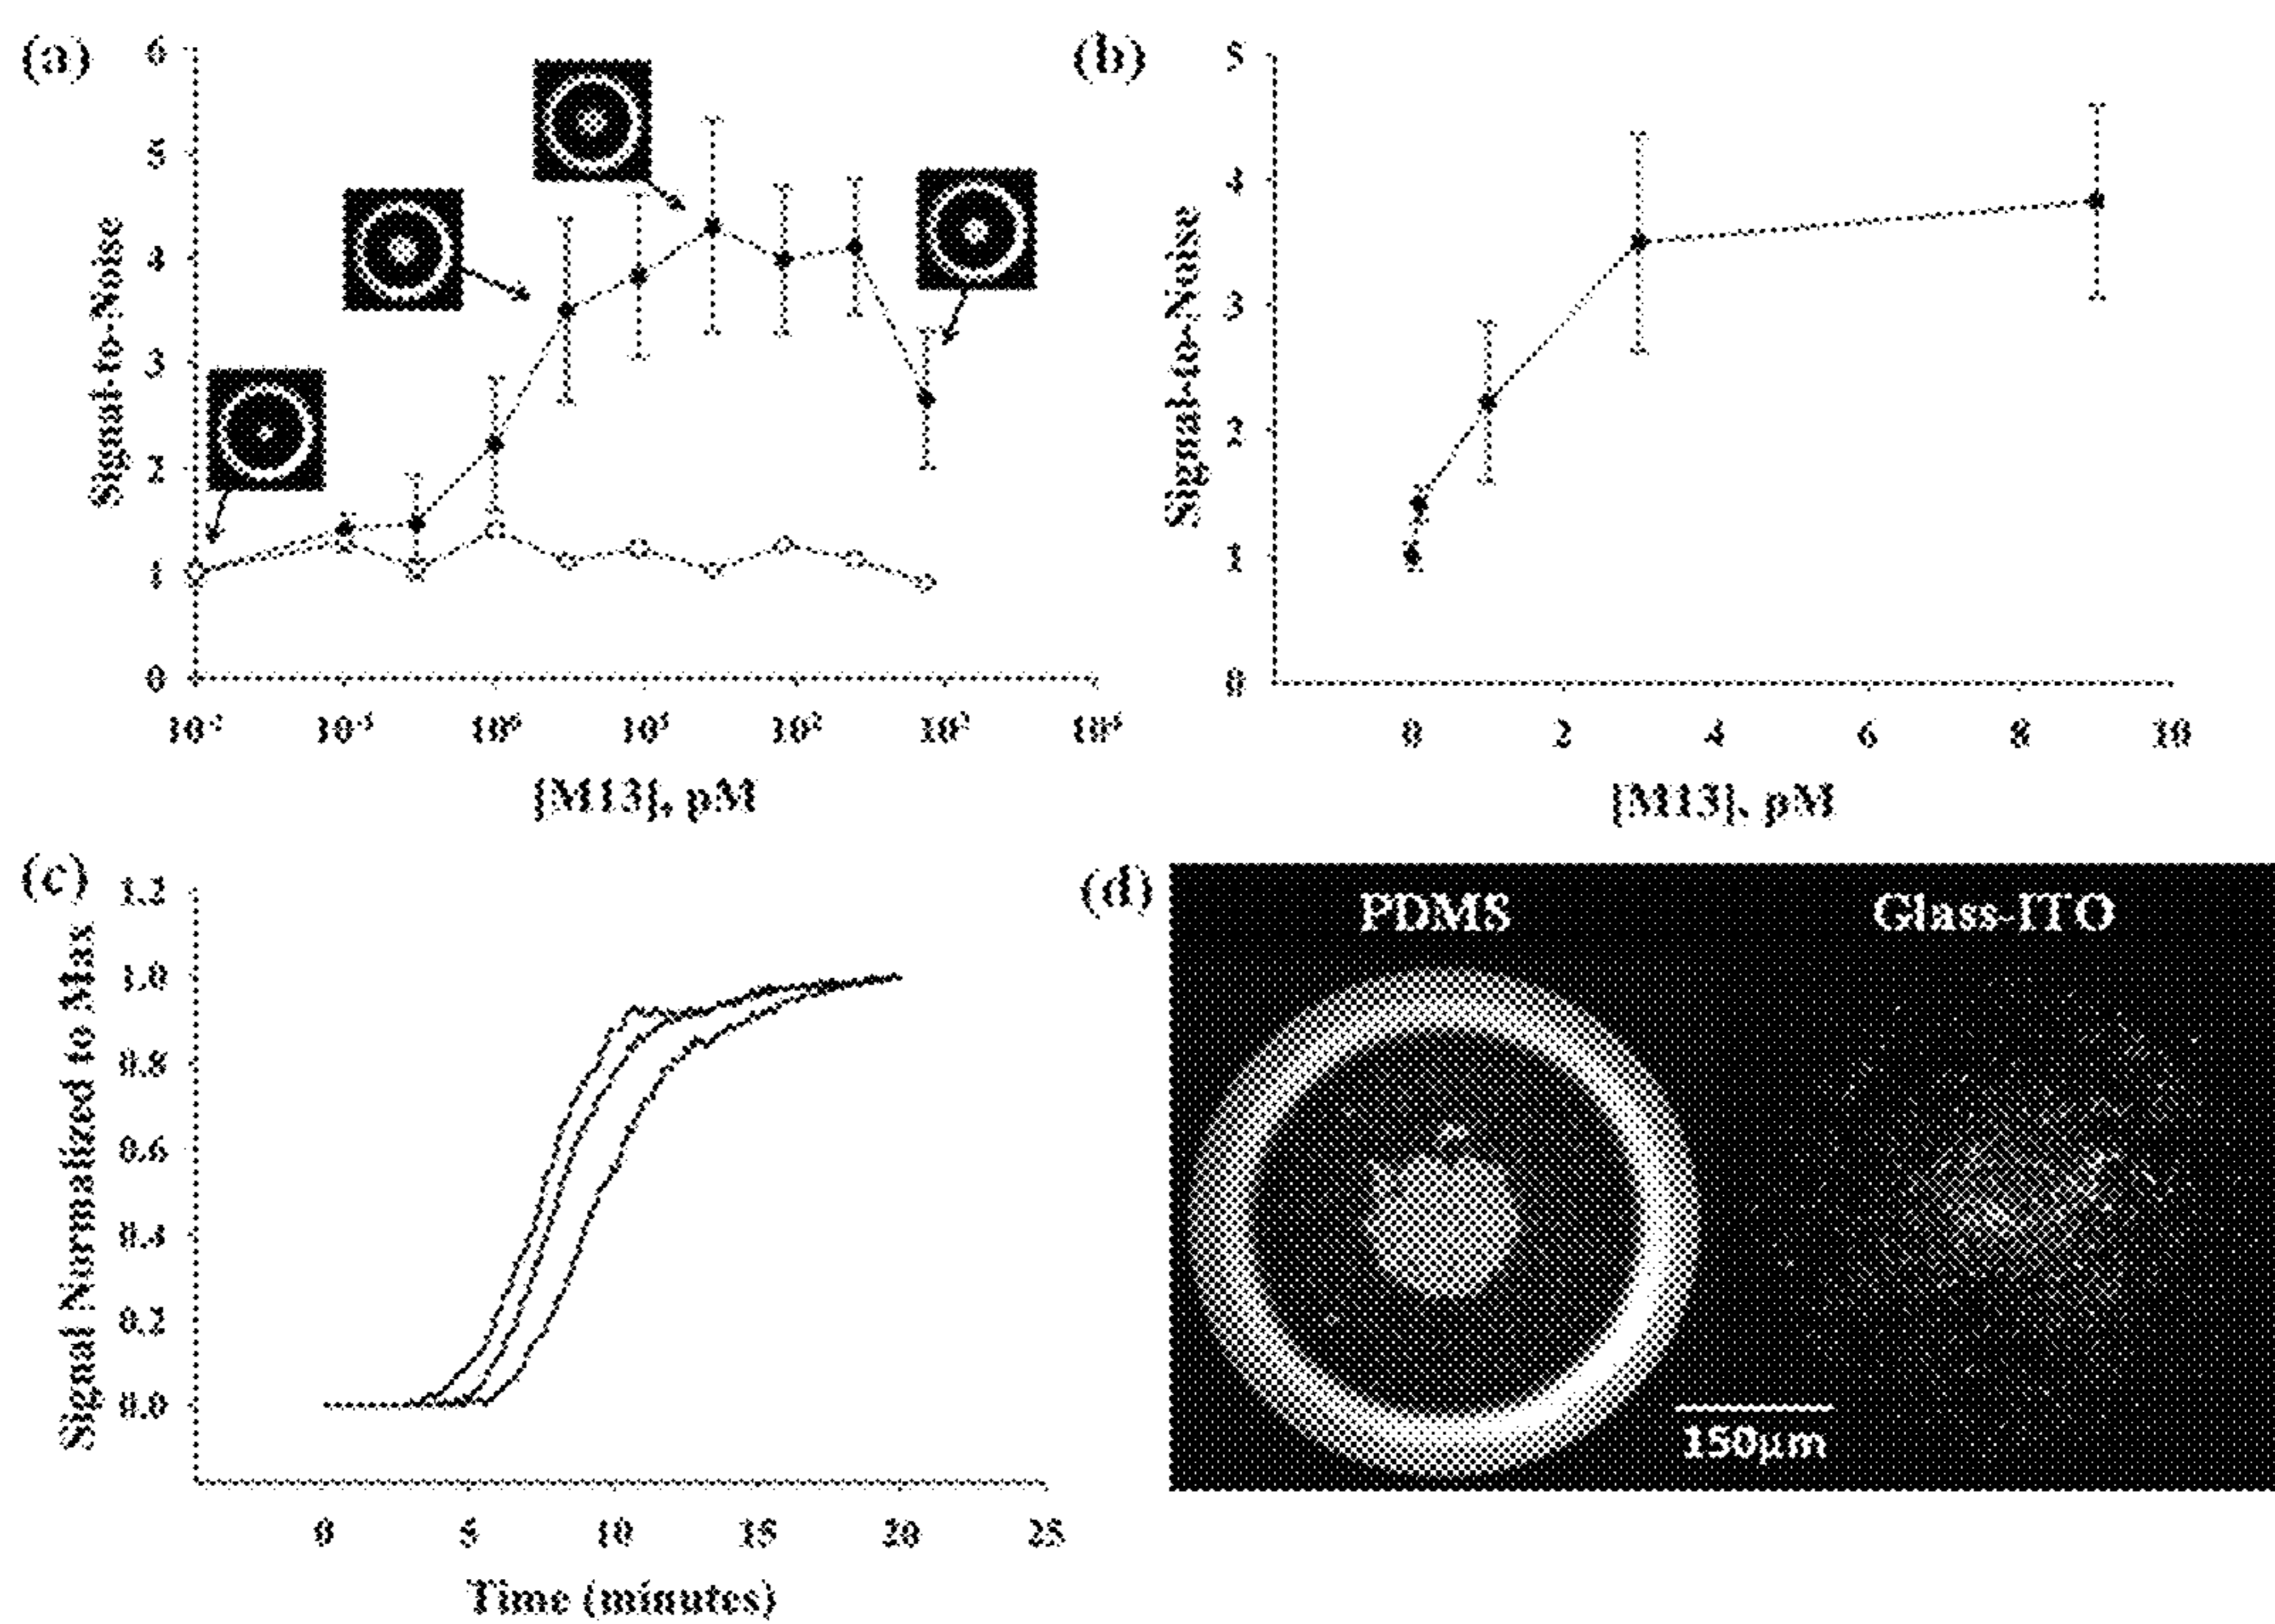 (a)
6
5
4
3
2
1
0
Signal-to-Noise
10⁰
10²
[M13], pM
(b)
5
4
3
2
1
0
Signal-to-Noise
0 2 4 6 8 10
[M13], pM
(c)
1.2
1.0
0.8
0.6
0.4
0.2
0.0
Signal Normalized to Max
0 5 10 15 20 25
Time (minutes)
(d)
PDMS Glass-ITO
150µm